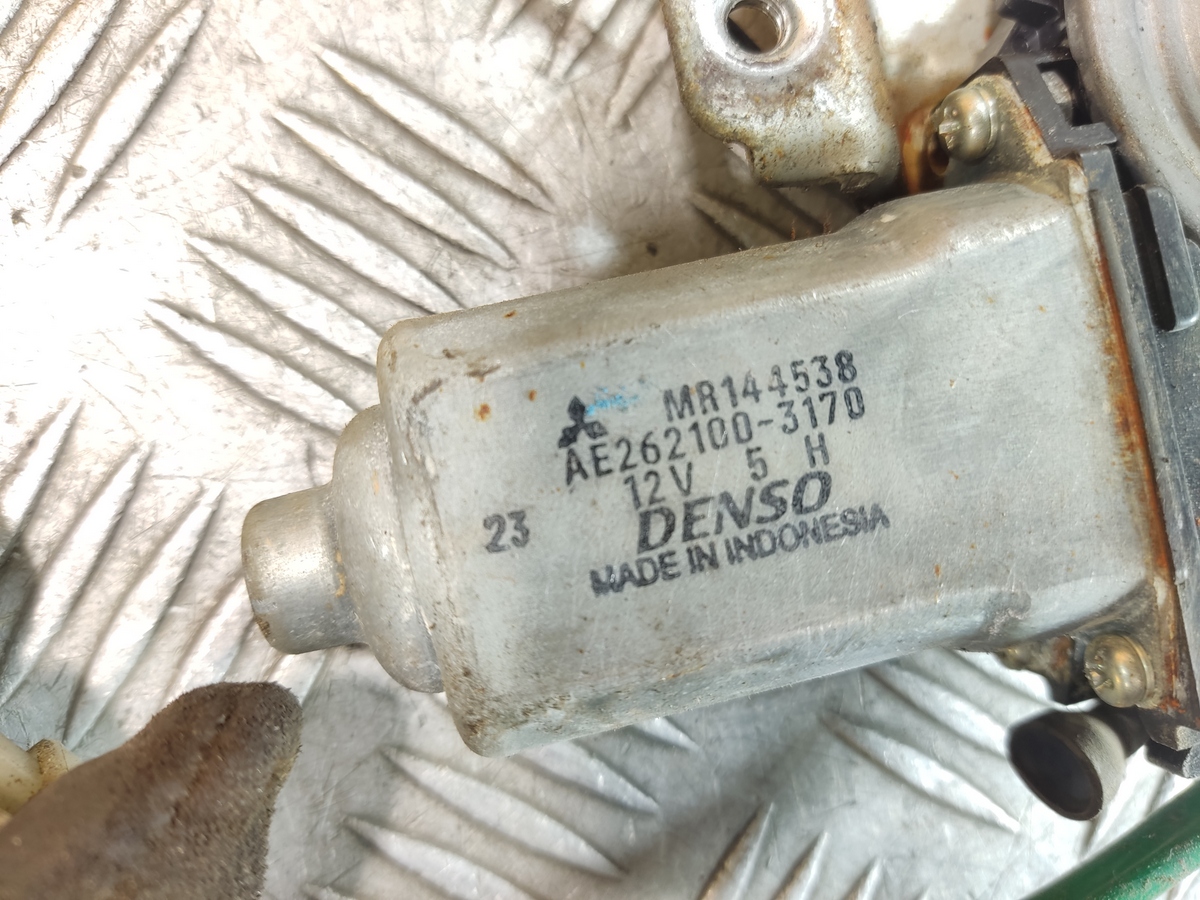 MR144538
AE262100-3170
12V 5 H
23
DENSO
MADE IN INDONESIA